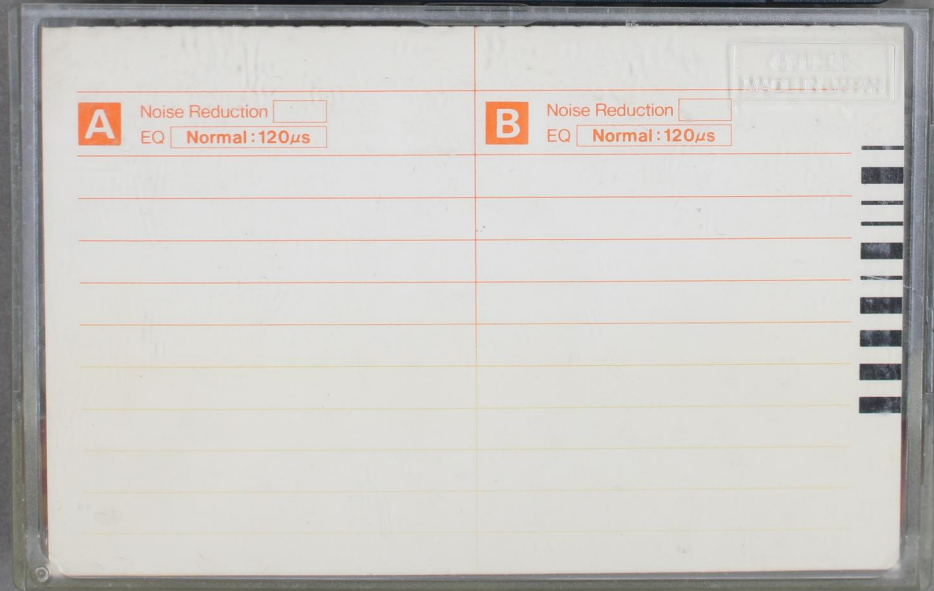 A Noise Reduction
EQ Normal:120μs
B Noise Reduction
EQ Normal:120μs